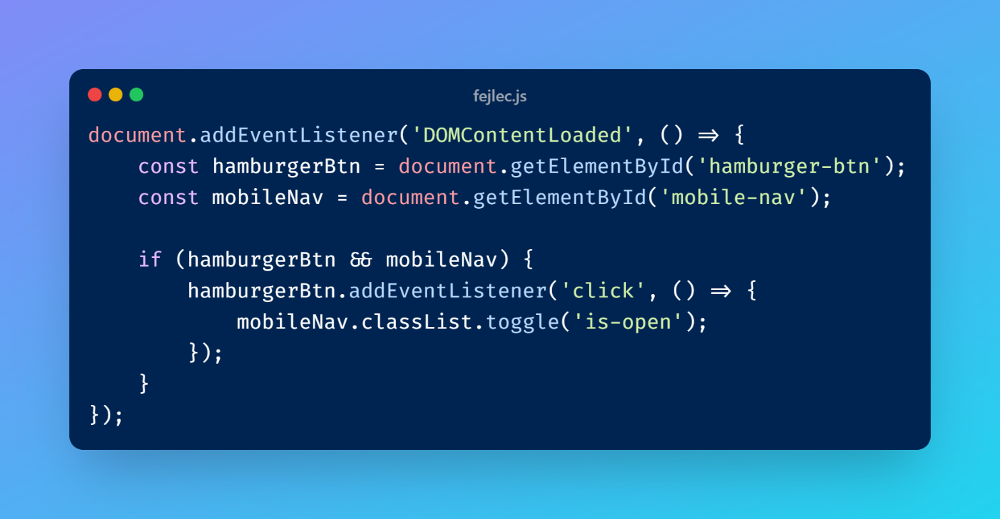 fejlec.js
document.addEventListener('DOMContentLoaded', () => {
    const hamburgerBtn = document.getElementById('hamburger-btn');
    const mobileNav = document.getElementById('mobile-nav');

    if (hamburgerBtn && mobileNav) {
        hamburgerBtn.addEventListener('click', () => {
            mobileNav.classList.toggle('is-open');
        });
    }
});